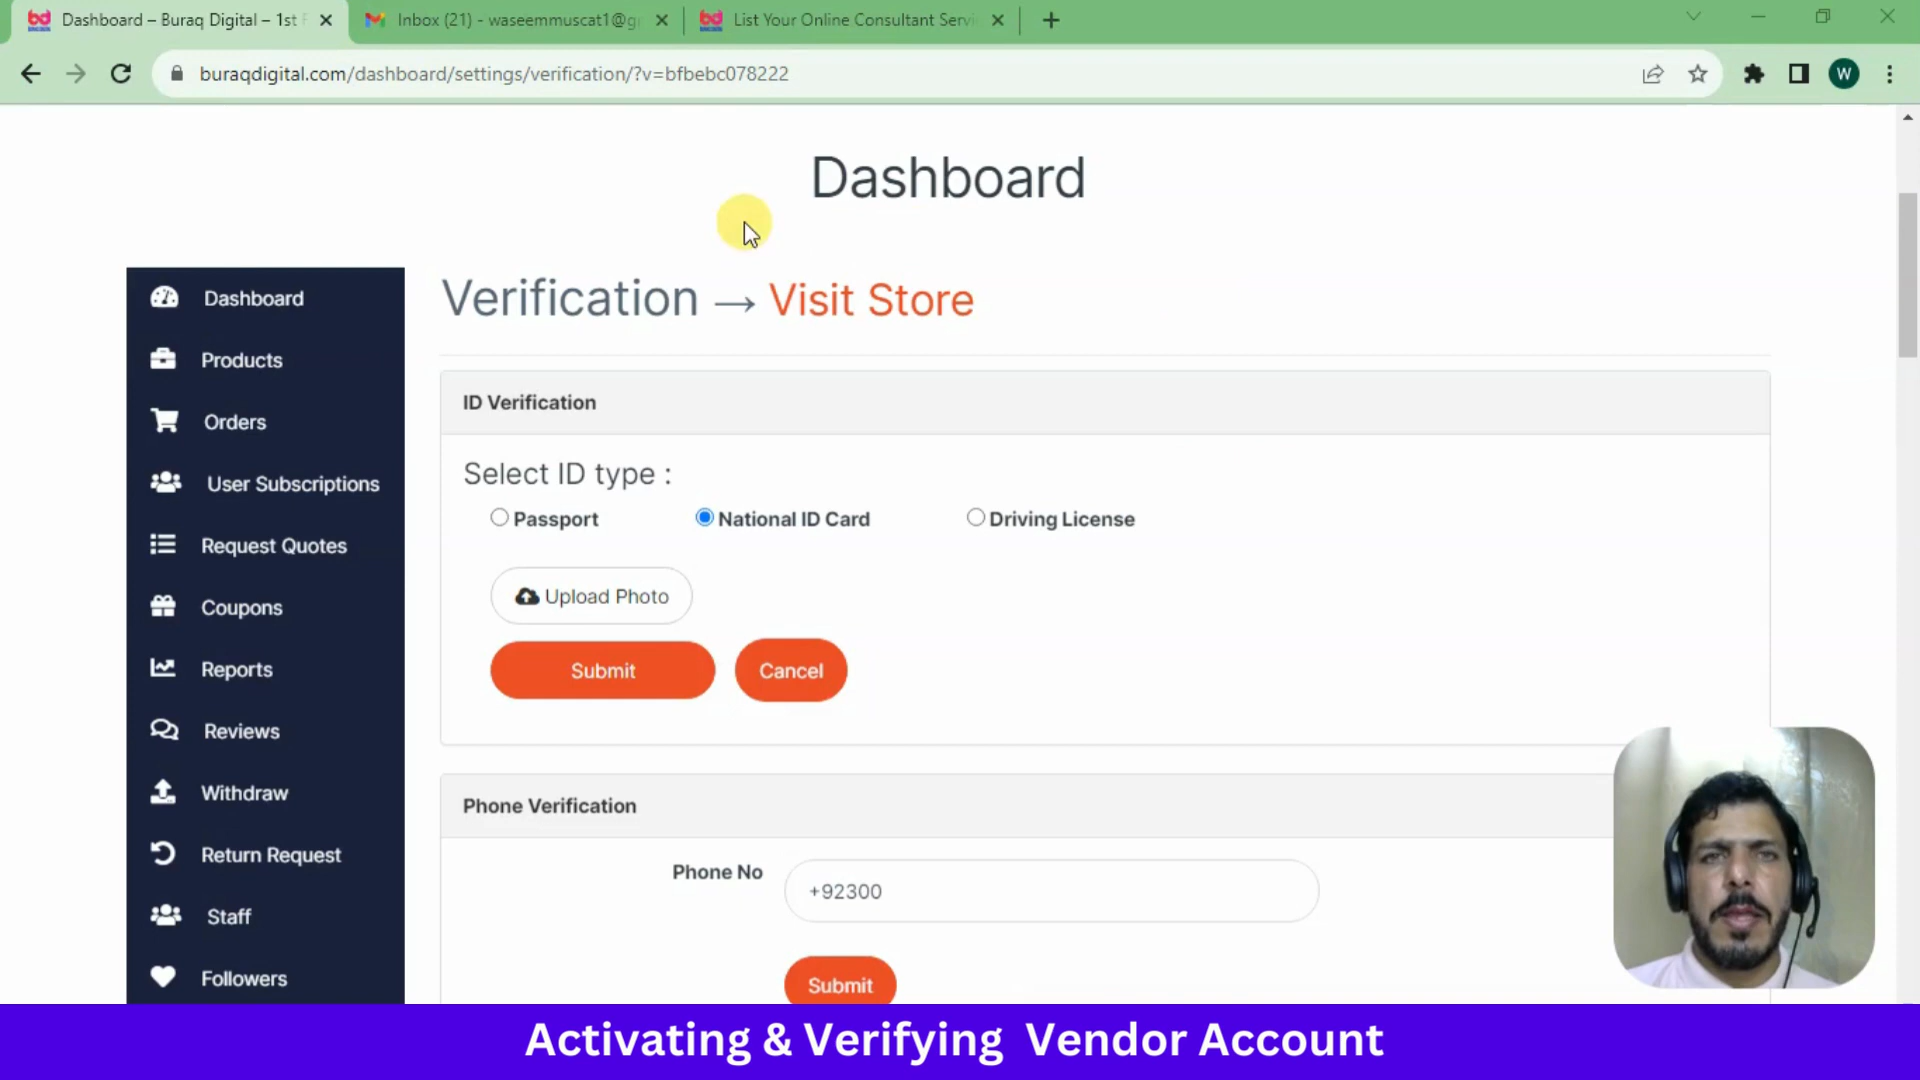 Dashboard – Buraq Digital – 1st
Inbox (21) - waseemmuscat1@g
List Your Online Consultant Servi
buraqdigital.com/dashboard/settings/verification/?v=bfbebc078222
W
Dashboard
Verification → Visit Store
Dashboard
Products
Orders
User Subscriptions
Request Quotes
Coupons
Reports
Reviews
Withdraw
Return Request
Staff
Followers
ID Verification
Select ID type :
Passport National ID Card Driving License
Upload Photo
Submit Cancel
Phone Verification
Phone No +92300
Submit
Activating & Verifying Vendor Account